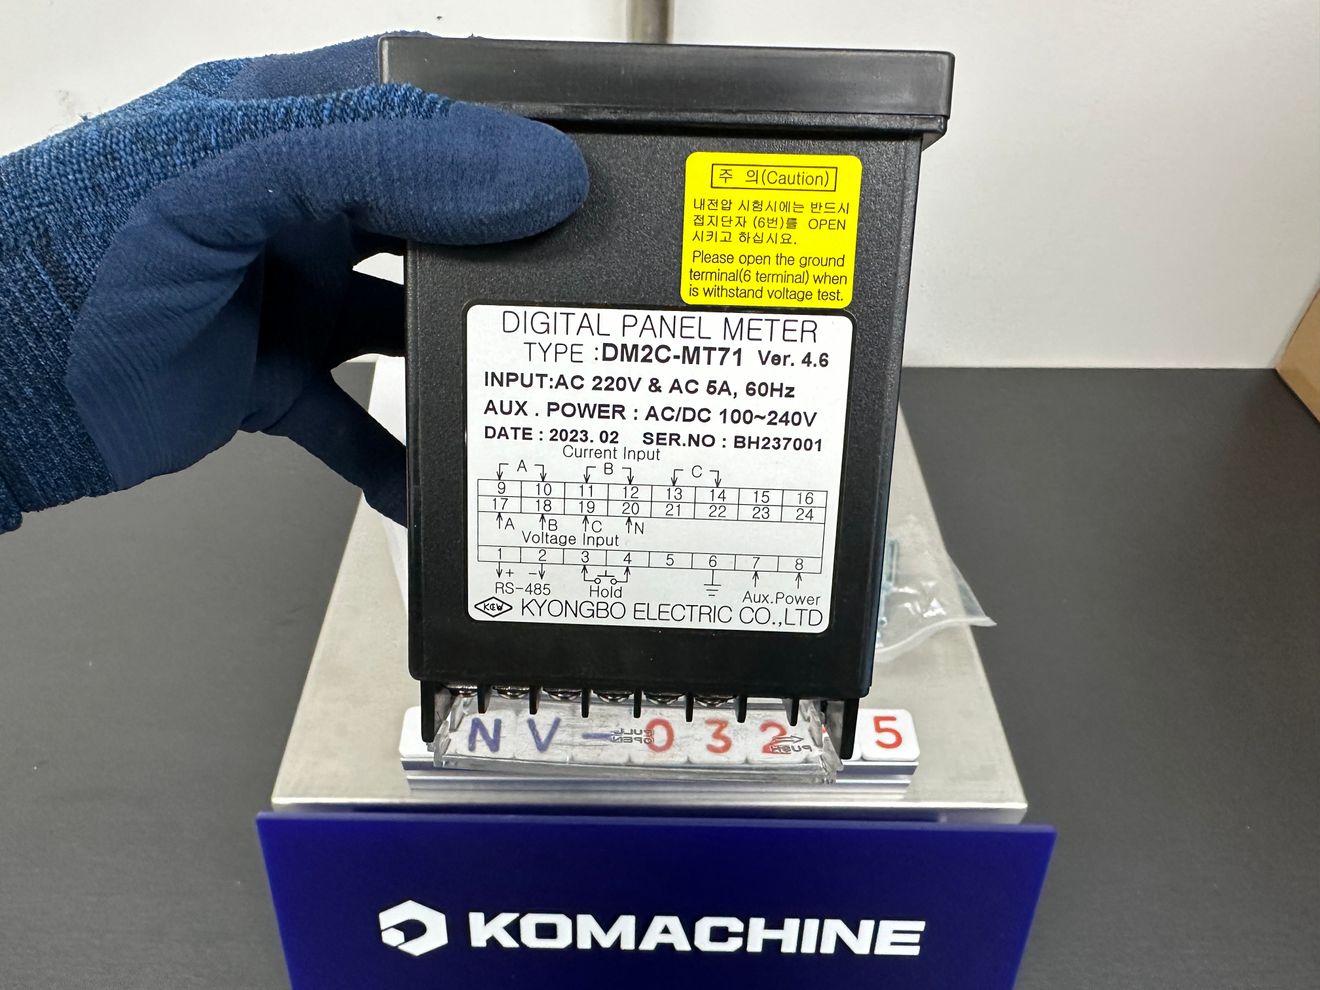 주 의(Caution)
내전압 시험시에는 반드시
접지단자 (6번)를 OPEN
시키고 하십시요.
Please open the ground
terminal(6 terminal) when
is withstand voltage test.
DIGITAL PANEL METER
TYPE :DM2C-MT71 Ver. 4.6
INPUT:AC 220V & AC 5A, 60Hz
AUX . POWER : AC/DC 100~240V
DATE : 2023. 02 SER.NO : BH237001
Current Input
A B C
9 10 11 12 13 14 15 16
17 18 19 20 21 22 23 24
A B C N
Voltage Input
1 2 3 4 5 6 7 8
+ -
RS-485 Hold Aux.Power
KYONGBO ELECTRIC CO.,LTD
NV-032 5
KOMACHINE